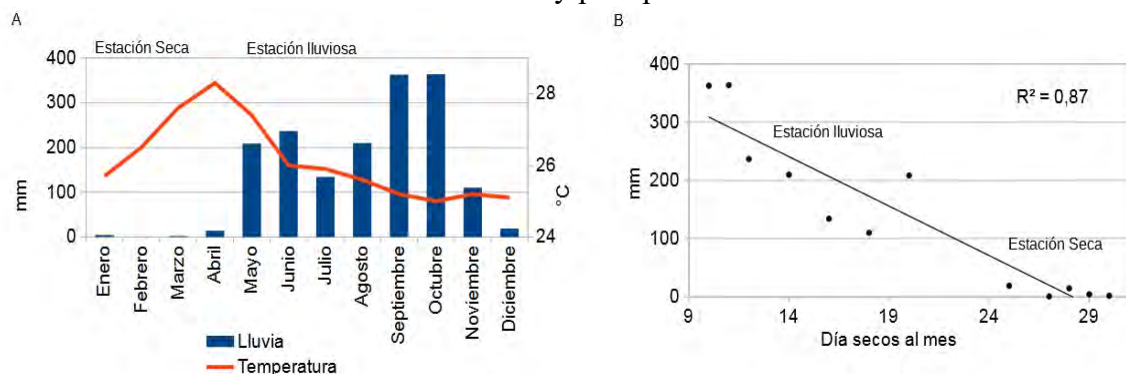 y p p
A
Estación Seca
Estación lluviosa
400
300
200
100
0
mm
28
26
24
°C
Enero
Febrero
Marzo
Abril
Mayo
Junio
Julio
Agosto
Septiembre
Octubre
Noviembre
Diciembre
Lluvia
Temperatura
B
400
300
200
100
0
mm
R² = 0,87
Estación lluviosa
Estación Seca
9
14
19
24
29
Día secos al mes